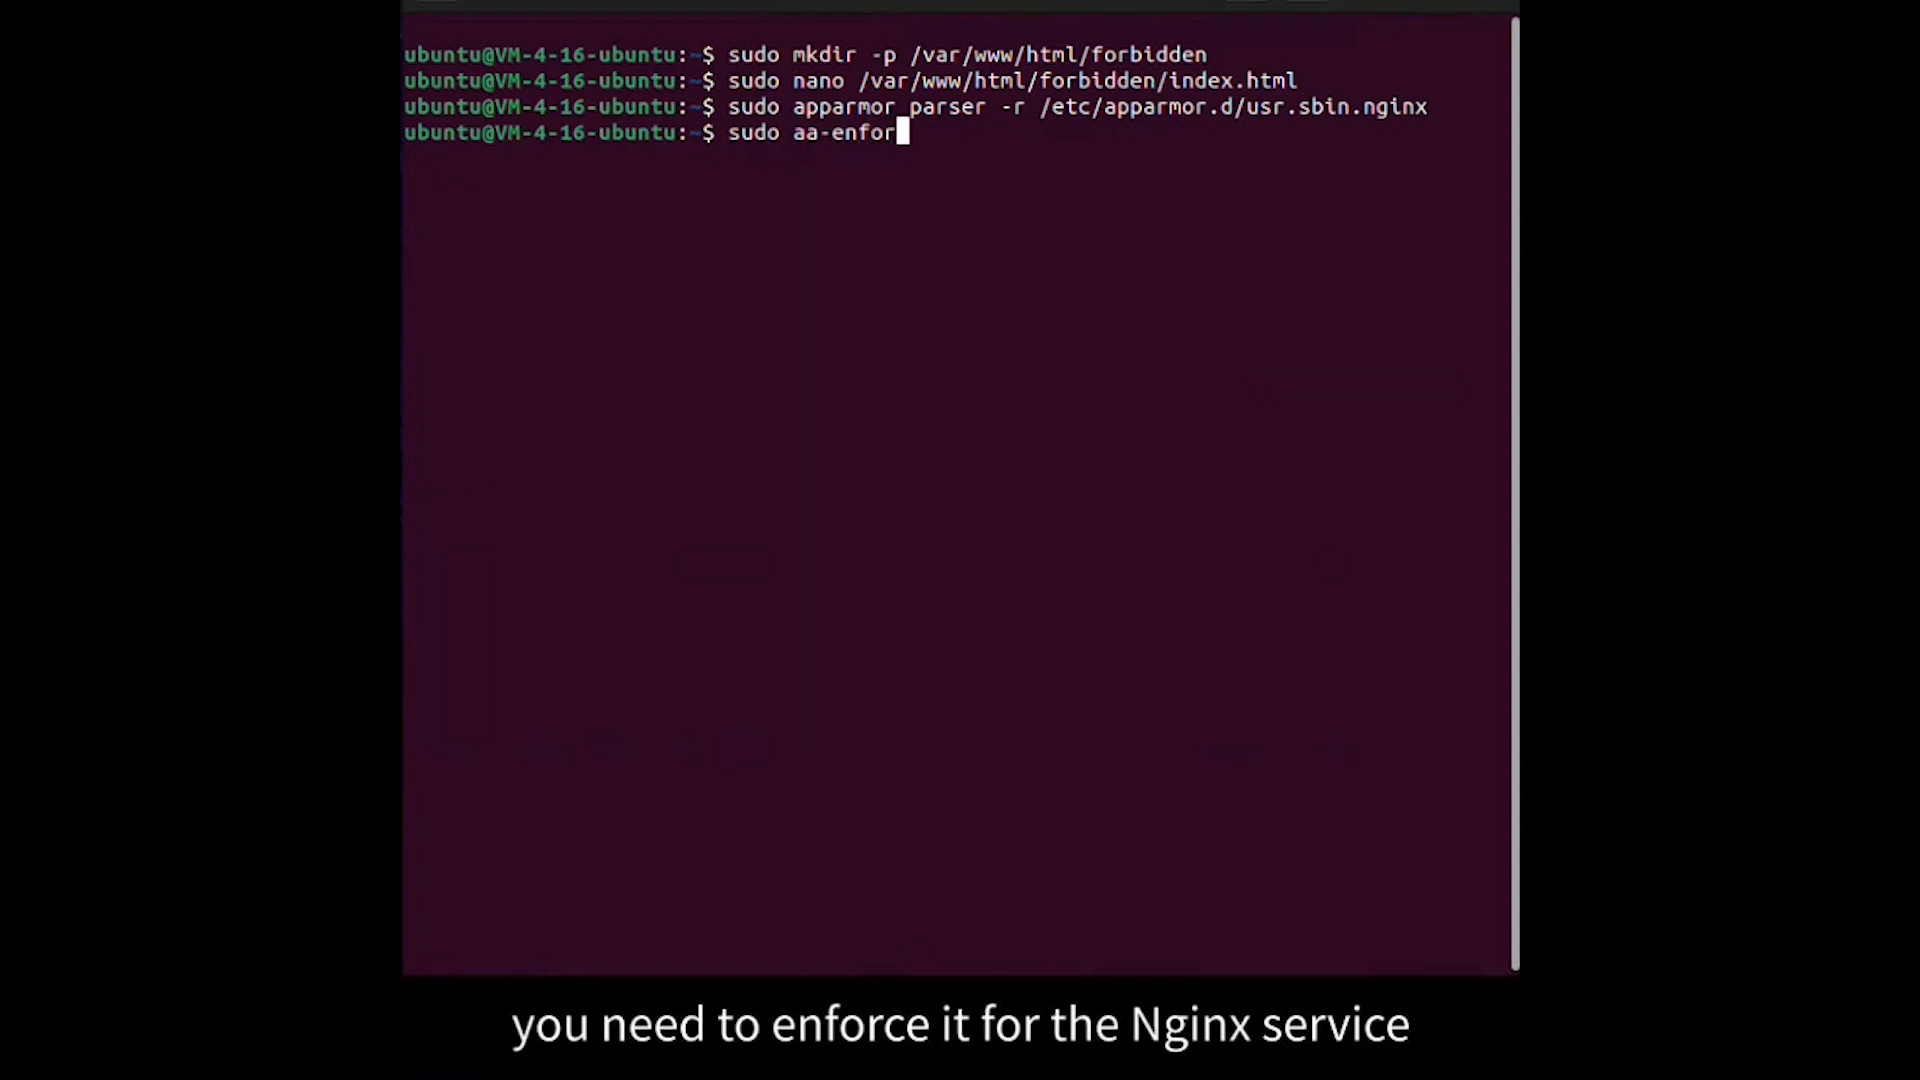 ubuntu@VM-4-16-ubuntu:~$ sudo mkdir -p /var/www/html/forbidden
ubuntu@VM-4-16-ubuntu:~$ sudo nano /var/www/html/forbidden/index.html
ubuntu@VM-4-16-ubuntu:~$ sudo apparmor_parser -r /etc/apparmor.d/usr.sbin.nginx
ubuntu@VM-4-16-ubuntu:~$ sudo aa-enfor
you need to enforce it for the Nginx service